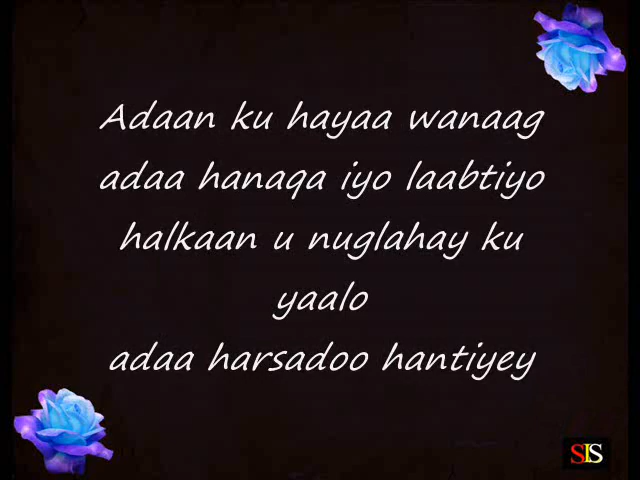 Adaan ku hayaa wanaag
adaa hanaqa iyo laabtiyo
halkaan u nuglahay ku
yaalo
adaa harsadoo hantiyey
SIS